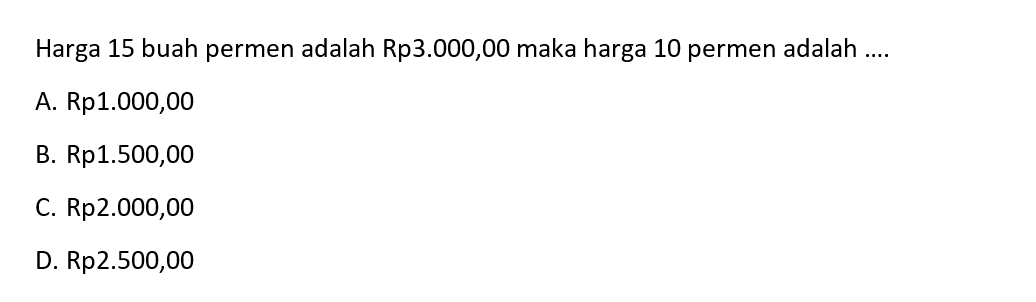 Harga 15 buah permen adalah Rp3.000,00 maka harga 10 permen adalah ....
A. Rp1.000,00
B. Rp1.500,00
C. Rp2.000,00
D. Rp2.500,00